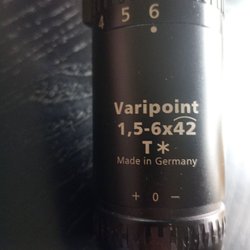 4 5 6
Varipoint
1,5-6x42
T*
Made in Germany
+ 0 -